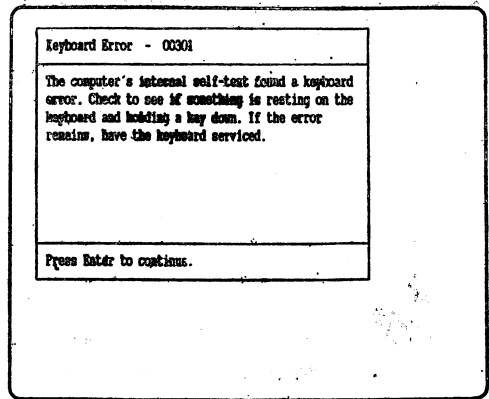 Keyboard Error - 00301
The computer's internal self-test found a keyboard
error. Check to see if something is resting on the
keyboard and holding a key down. If the error
remains, have the keyboard serviced.
Press Enter to continue.